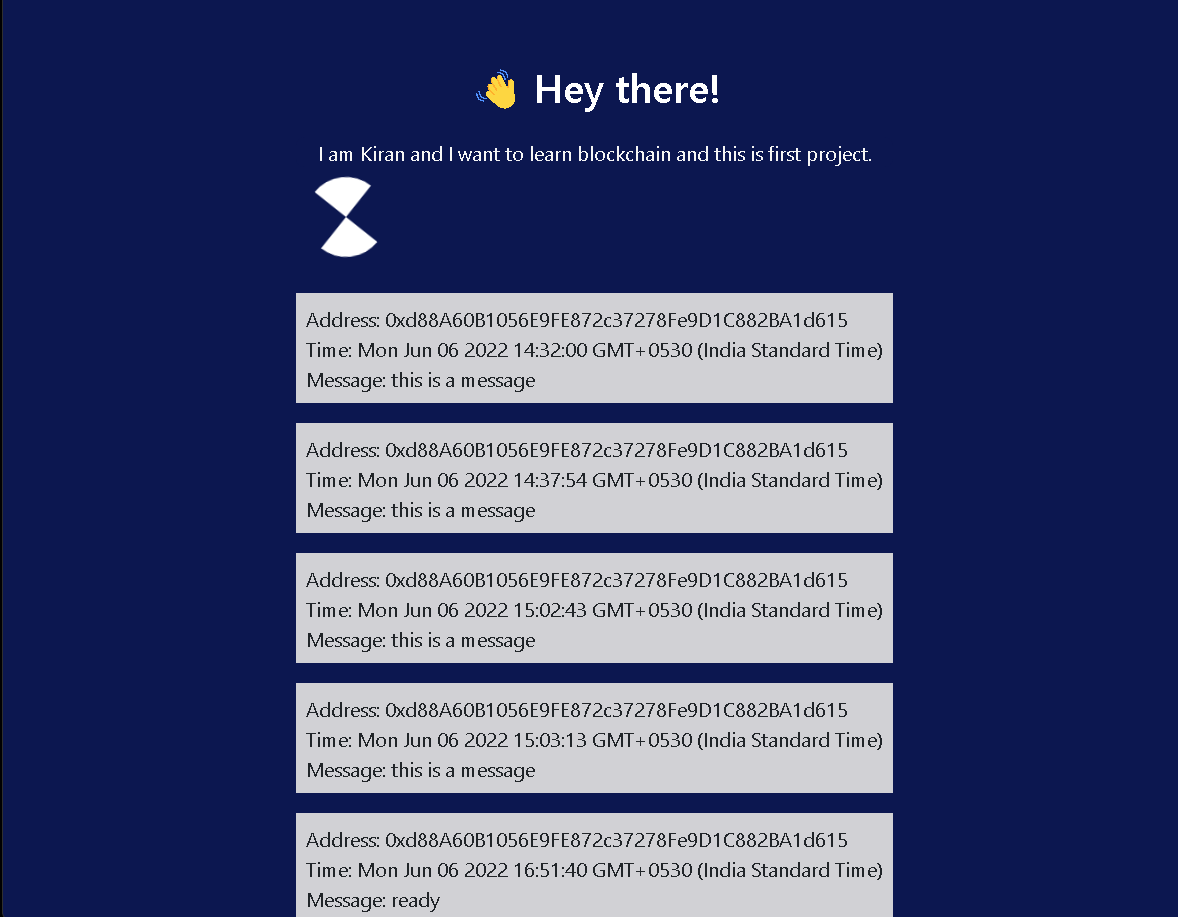 👋 Hey there!
I am Kiran and I want to learn blockchain and this is first project.
Address: 0xd88A60B1056E9FE872c37278Fe9D1C882BA1d615
Time: Mon Jun 06 2022 14:32:00 GMT+0530 (India Standard Time)
Message: this is a message
Address: 0xd88A60B1056E9FE872c37278Fe9D1C882BA1d615
Time: Mon Jun 06 2022 14:37:54 GMT+0530 (India Standard Time)
Message: this is a message
Address: 0xd88A60B1056E9FE872c37278Fe9D1C882BA1d615
Time: Mon Jun 06 2022 15:02:43 GMT+0530 (India Standard Time)
Message: this is a message
Address: 0xd88A60B1056E9FE872c37278Fe9D1C882BA1d615
Time: Mon Jun 06 2022 15:03:13 GMT+0530 (India Standard Time)
Message: this is a message
Address: 0xd88A60B1056E9FE872c37278Fe9D1C882BA1d615
Time: Mon Jun 06 2022 16:51:40 GMT+0530 (India Standard Time)
Message: ready